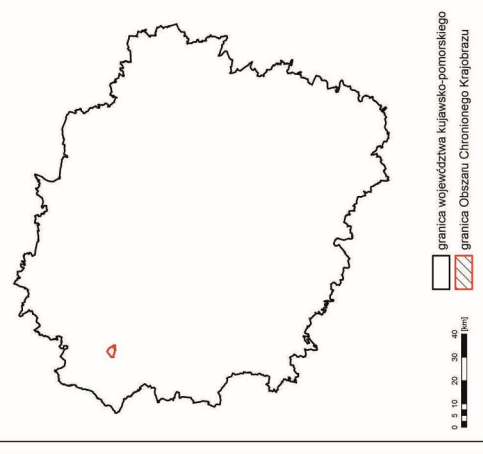 granica województwa kujawsko-pomorskiego
granica Obszaru Chronionego Krajobrazu
0 5 10 20 30 40 [km]